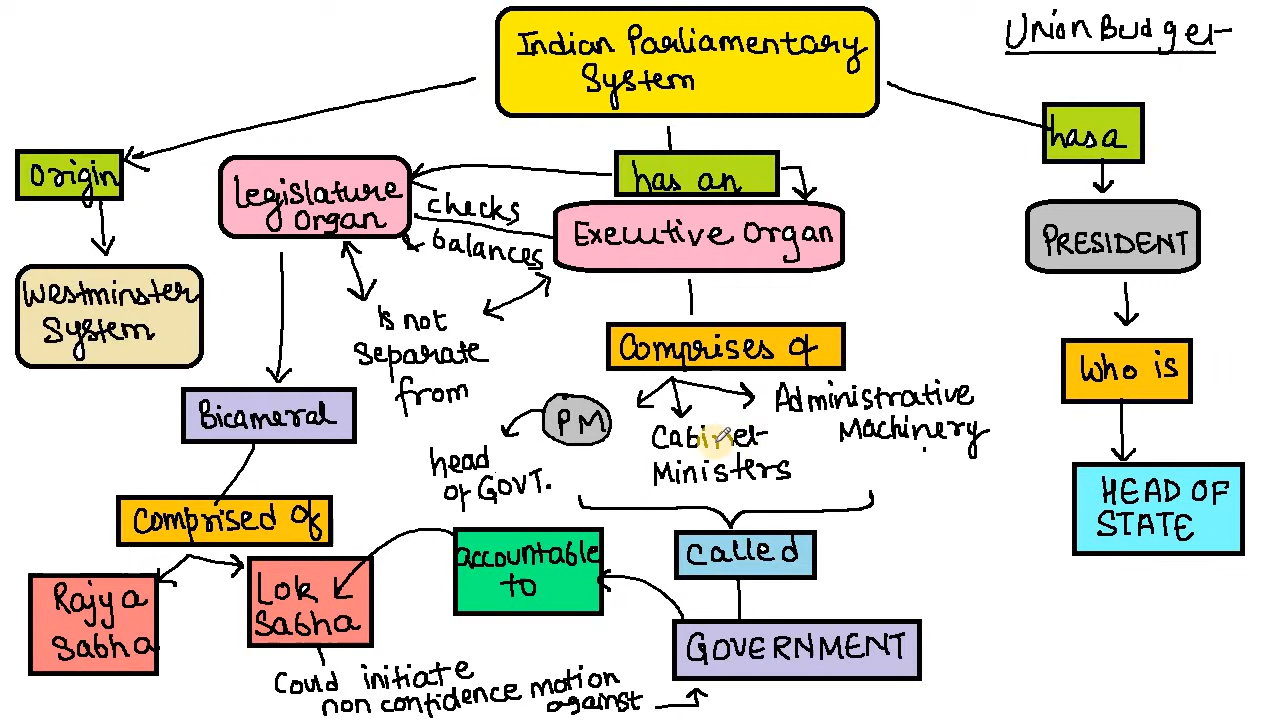 Indian Parliamentary
System
Union Budget
has a
origin
Legislature
Organ
has an
checks
balances
Executive Organ
PRESIDENT
Westminster
System
Is not
Separate
from
Comprises of
Who is
Bicameral
PM
Cabinet
Ministers
Administrative
Machinery
head
of GOVT.
HEAD OF
STATE
Comprised of
accountable
to
called
Rajya
Sabha
Lok
Sabha
GOVERNMENT
Could initiate
non confidence motion
against